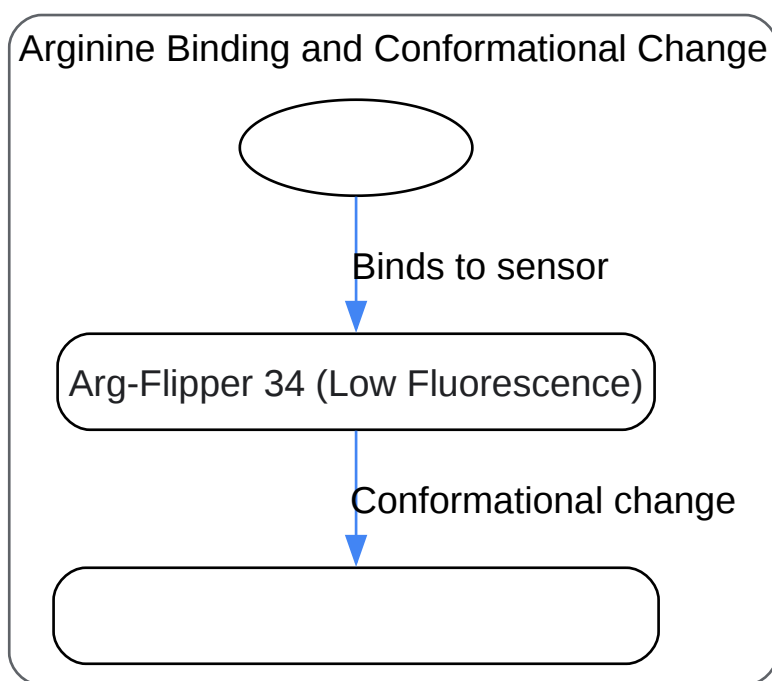 Arginine Binding and Conformational Change
Binds to sensor
Arg-Flipper 34 (Low Fluorescence)
Conformational change